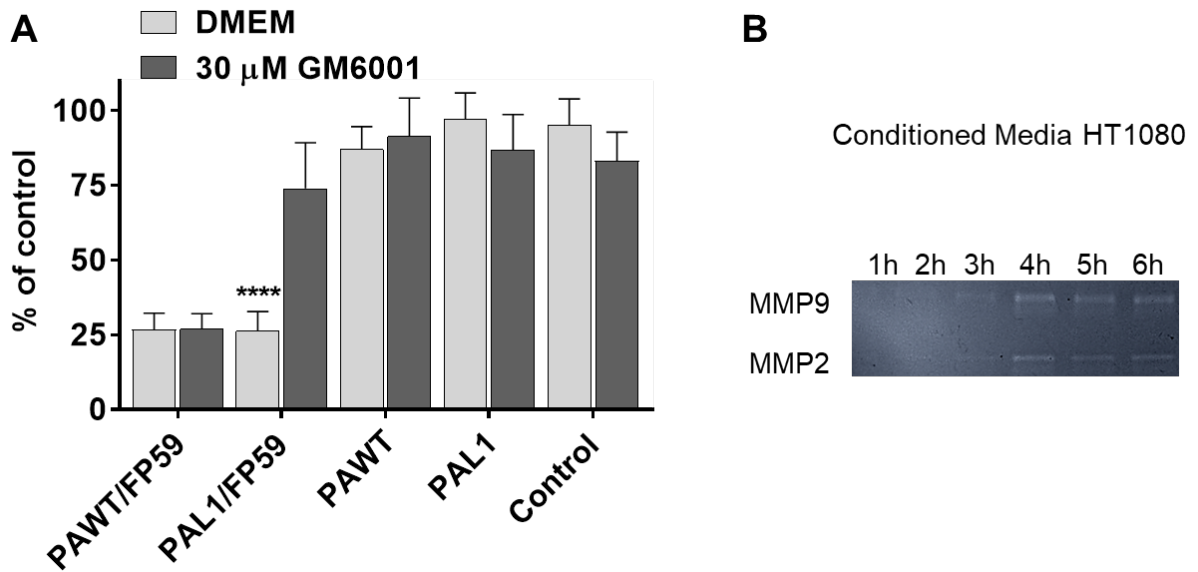 A
DMEM
30 μM GM6001
% of control
100
75
50
25
0
****
PAWT/FP59
PAL1/FP59
PAWT
PAL1
Control
B
Conditioned Media HT1080
1h 2h 3h 4h 5h 6h
MMP9
MMP2